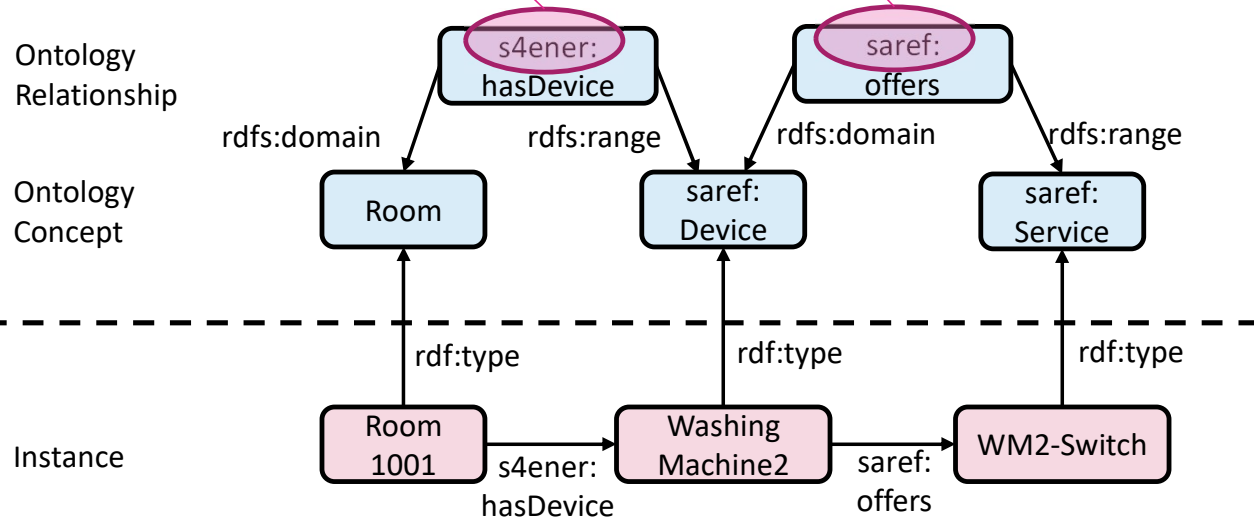 Ontology
Relationship
s4ener:
hasDevice
saref:
offers
rdfs:domain
rdfs:range
rdfs:domain
rdfs:range
Ontology
Concept
Room
saref:
Device
saref:
Service
rdf:type
rdf:type
rdf:type
Instance
Room
1001
s4ener:
hasDevice
Washing
Machine2
saref:
offers
WM2-Switch